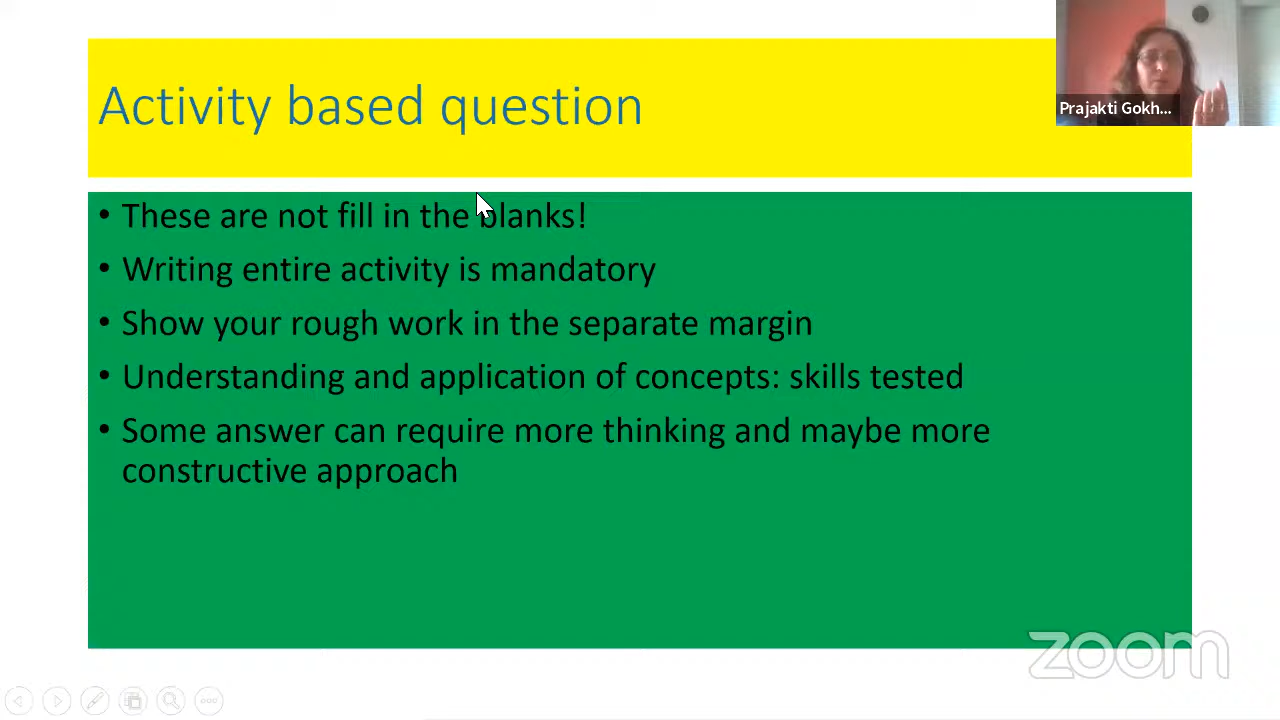 Activity based question
Prajakti Gokh...
• These are not fill in the blanks!
• Writing entire activity is mandatory
• Show your rough work in the separate margin
• Understanding and application of concepts: skills tested
• Some answer can require more thinking and maybe more
constructive approach
zoom